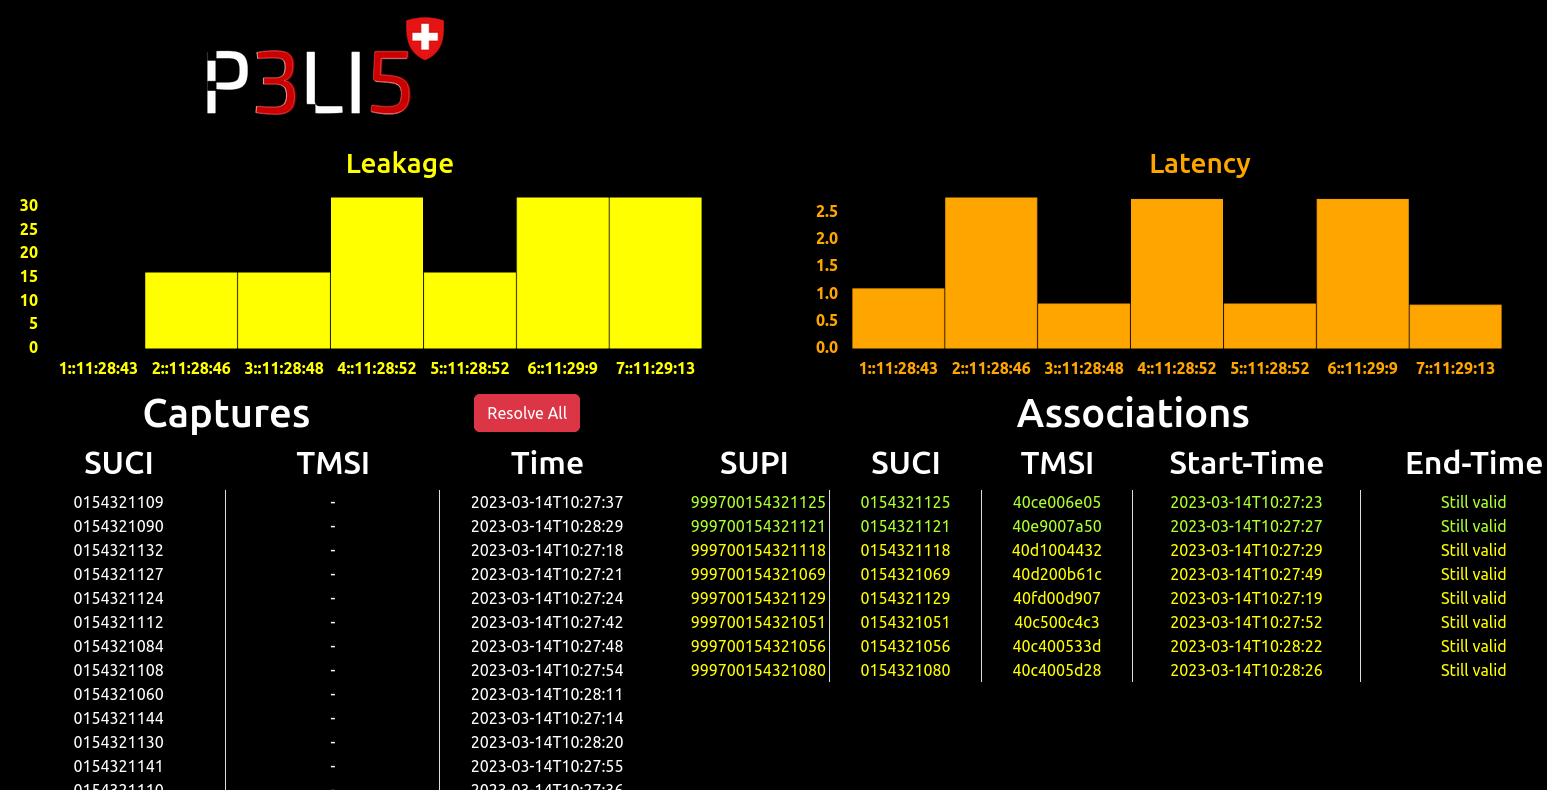 P3LI5
Leakage
30
25
20
15
10
5
0
1::11:28:43 2::11:28:46 3::11:28:48 4::11:28:52 5::11:28:52 6::11:29:9 7::11:29:13
Latency
2.5
2.0
1.5
1.0
0.5
0.0
1::11:28:43 2::11:28:46 3::11:28:48 4::11:28:52 5::11:28:52 6::11:29:9 7::11:29:13
Captures Resolve All
SUCI TMSI Time
0154321109 - 2023-03-14T10:27:37
0154321090 - 2023-03-14T10:28:29
0154321132 - 2023-03-14T10:27:18
0154321127 - 2023-03-14T10:27:21
0154321124 - 2023-03-14T10:27:24
0154321112 - 2023-03-14T10:27:42
0154321084 - 2023-03-14T10:27:48
0154321108 - 2023-03-14T10:27:54
0154321060 - 2023-03-14T10:28:11
0154321144 - 2023-03-14T10:27:14
0154321130 - 2023-03-14T10:28:20
0154321141 - 2023-03-14T10:27:55
0154321110 - 2023-03-14T10:27:36
Associations
SUPI SUCI TMSI Start-Time End-Time
999700154321125 0154321125 40ce006e05 2023-03-14T10:27:23 Still valid
999700154321121 0154321121 40e9007a50 2023-03-14T10:27:27 Still valid
999700154321118 0154321118 40d1004432 2023-03-14T10:27:29 Still valid
999700154321069 0154321069 40d200b61c 2023-03-14T10:27:49 Still valid
999700154321129 0154321129 40fd00d907 2023-03-14T10:27:19 Still valid
999700154321051 0154321051 40c500c4c3 2023-03-14T10:27:52 Still valid
999700154321056 0154321056 40c400533d 2023-03-14T10:28:22 Still valid
999700154321080 0154321080 40c4005d28 2023-03-14T10:28:26 Still valid